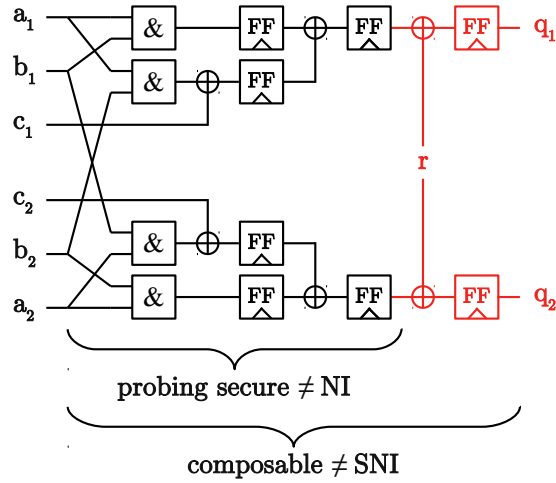 a₁ & FF FF FF q₁
b₁ & FF
c₁
r
c₂
b₂ & FF
a₂ & FF FF FF q₂
probing secure ≠ NI
composable ≠ SNI